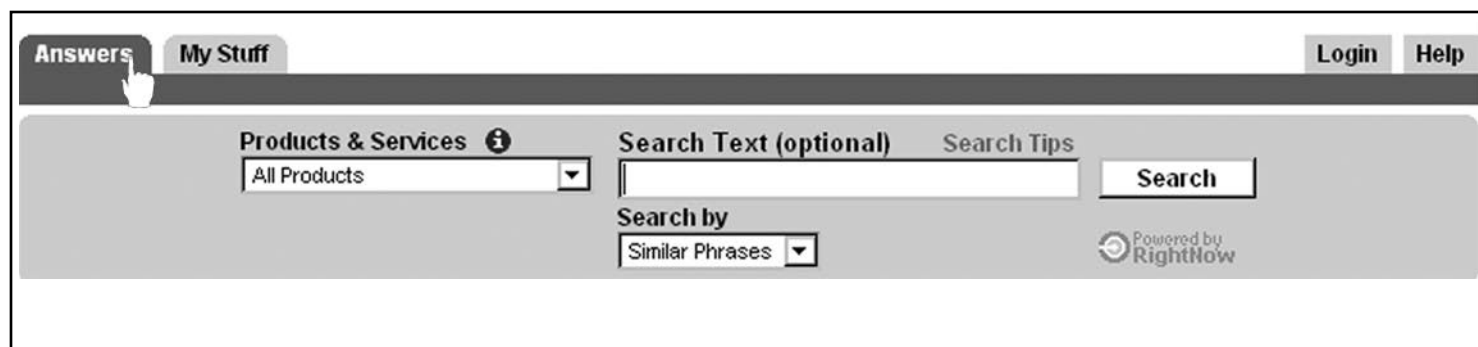 Answers My Stuff Login Help
Products & Services Search Text (optional) Search Tips
All Products Search
Search by
Similar Phrases Powered by
RightNow